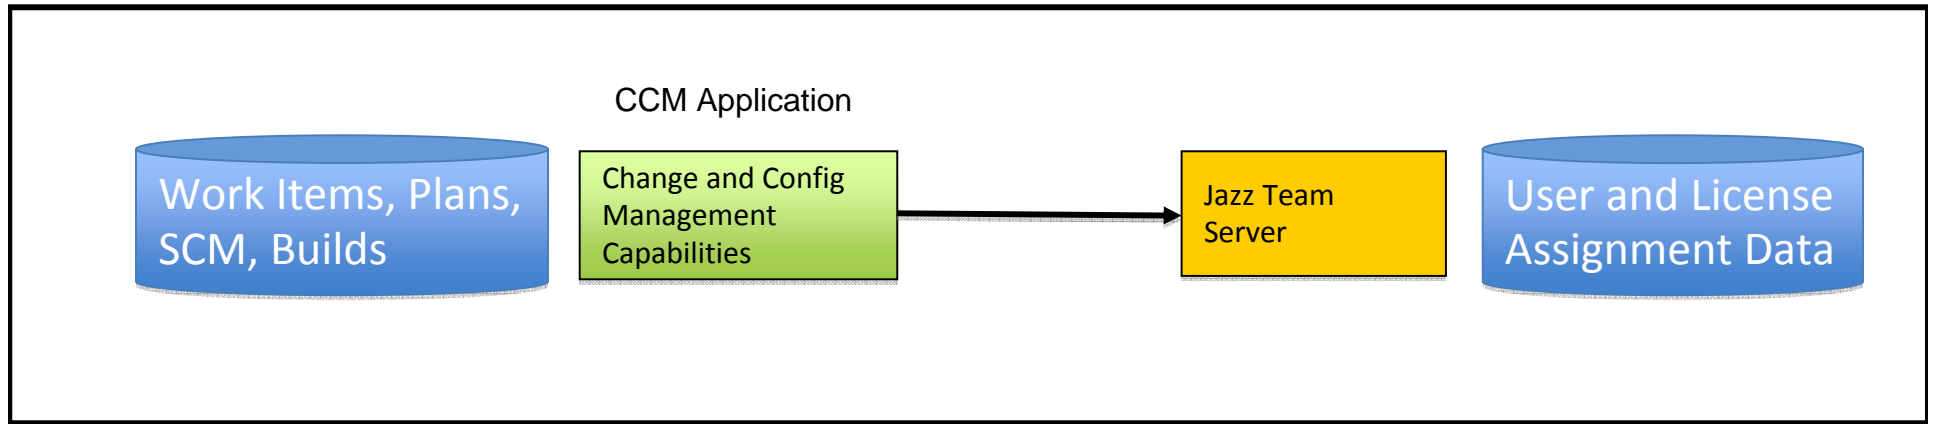 CCM Application
Work Items, Plans,
SCM, Builds
Change and Config
Management
Capabilities
Jazz Team
Server
User and License
Assignment Data